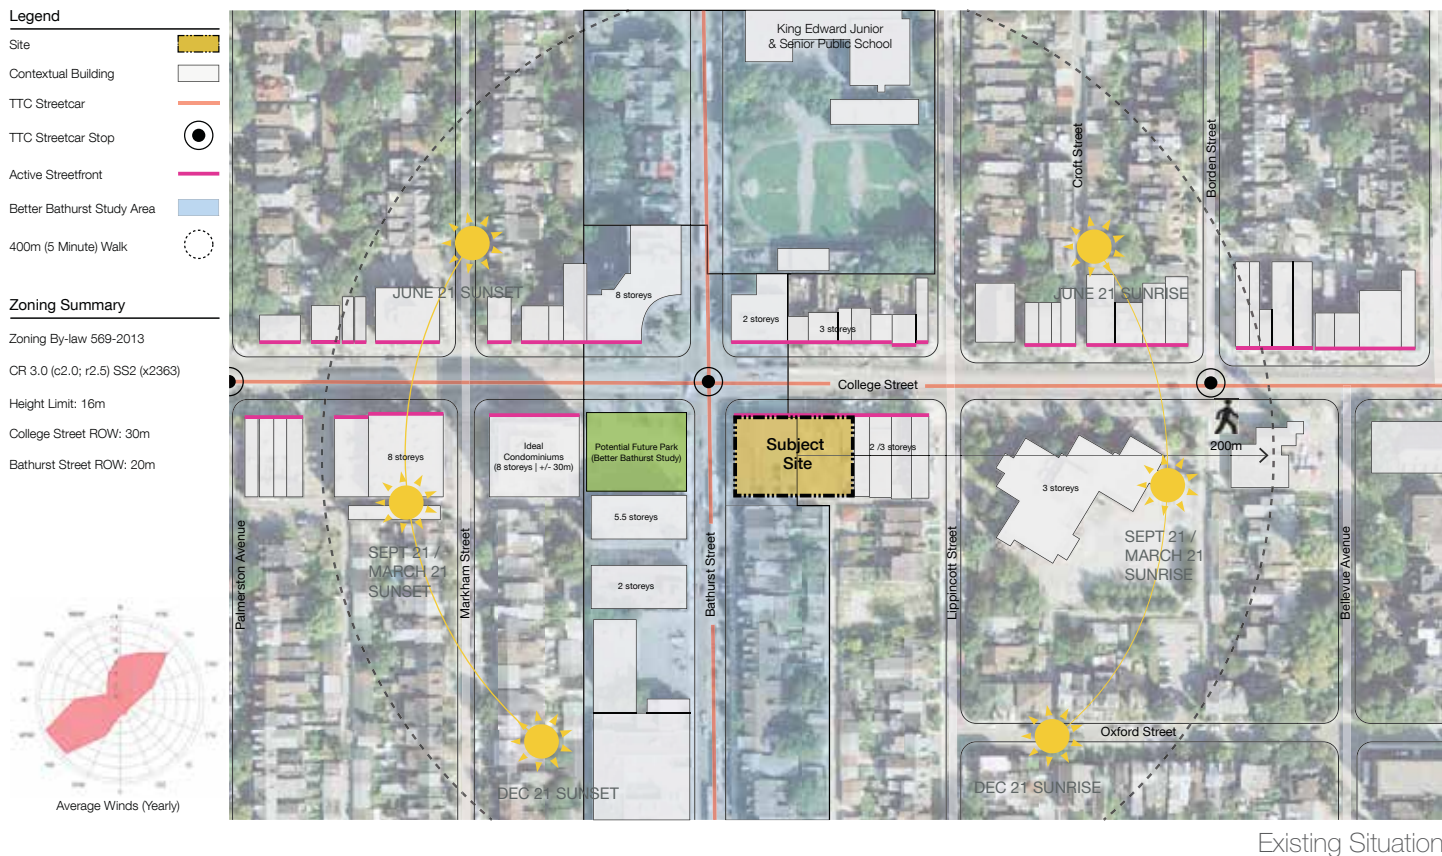 Legend
Site
Contextual Building
TTC Streetcar
TTC Streetcar Stop
Active Streetfront
Better Bathurst Study Area
400m (5 Minute) Walk
Zoning Summary
Zoning By-law 569-2013
CR 3.0 (c2.0; r2.5) SS2 (x2363)
Height Limit: 16m
College Street ROW: 30m
Bathurst Street ROW: 20m
Average Winds (Yearly)
King Edward Junior
& Senior Public School
Croft Street
Borden Street
JUNE 21 SUNSET
8 storeys
2 storeys
3 storeys
JUNE 21 SUNRISE
College Street
8 storeys
Ideal
Condominiums
(8 storeys | +/- 30m)
Potential Future Park
(Better Bathurst Study)
Subject
Site
2 /3 storeys
200m
3 storeys
5.5 storeys
2 storeys
SEPT 21 /
MARCH 21
SUNSET
SEPT 21 /
MARCH 21
SUNRISE
Palmerston Avenue
Markham Street
Bathurst Street
Lippincott Street
Bellevue Avenue
Oxford Street
DEC 21 SUNSET
DEC 21 SUNRISE
Existing Situation